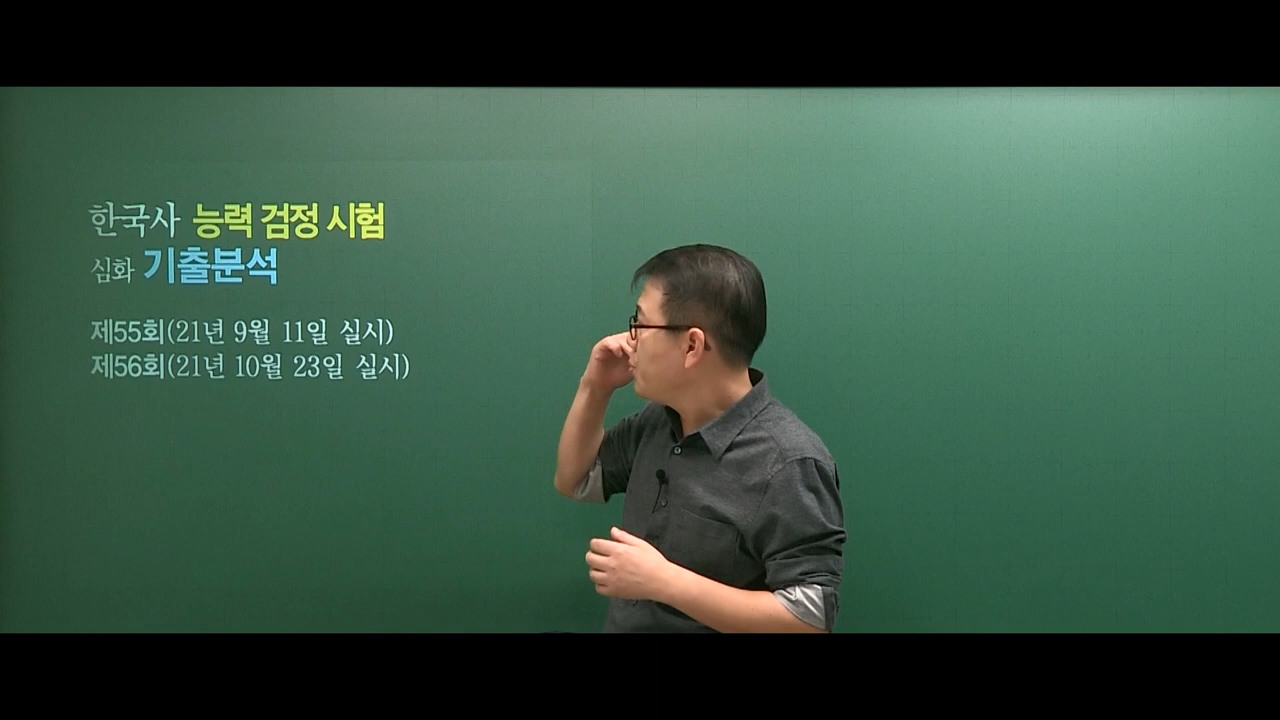 한국사 능력 검정 시험
심화 기출분석
제55회(21년 9월 11일 실시)
제56회(21년 10월 23일 실시)